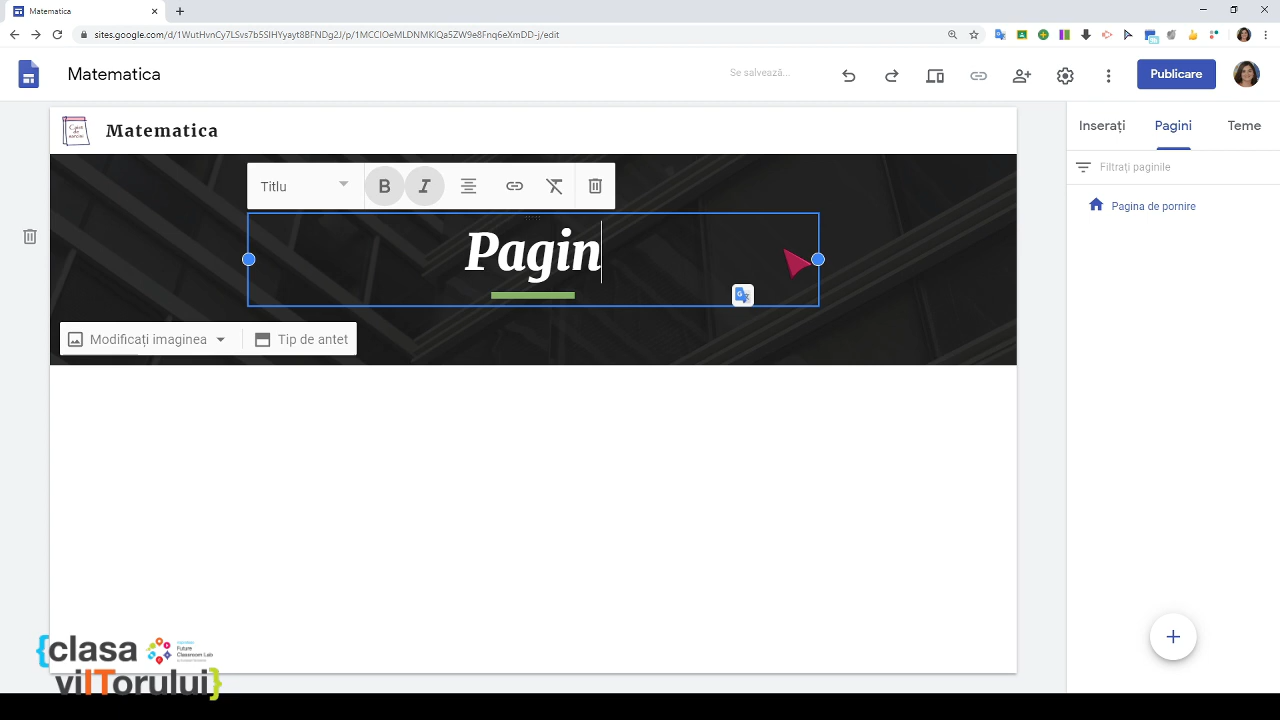 Matematica
sites.google.com/d/1WutHvnCy7LSvs7b5SIHYyayt8BFNDg2J/p/1MCCIOeMLDNMKIQa5ZW9e8Fnq6eXmDD-j/edit
Matematica
Se salvează...
Publicare
Matematica
Inserați
Pagini
Teme
Filtrați paginile
Pagina de pornire
Titlu
B
I
Pagin
Modificați imaginea
Tip de antet
{clasa
viITorului}
Future
Classroom Lab